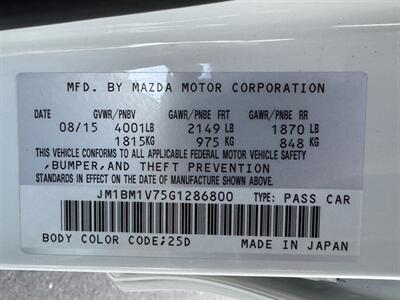 MFD. BY MAZDA MOTOR CORPORATION
DATE GVWR/PNBV GAWR/PNBE FRT GAWR/PNBE RR
08/15 4001LB 2149 LB 1870 LB
1815KG 975 KG 848 KG
THIS VEHICLE CONFORMS TO ALL APPLICABLE FEDERAL MOTOR VEHICLE SAFETY
,BUMPER,AND THEFT PREVENTION
STANDARDS IN EFFECT ON THE DATE OF MANUFACTURE SHOWN ABOVE.
JM1BM1V75G1286800 TYPE: PASS CAR
BODY COLOR CODE;25D MADE IN JAPAN